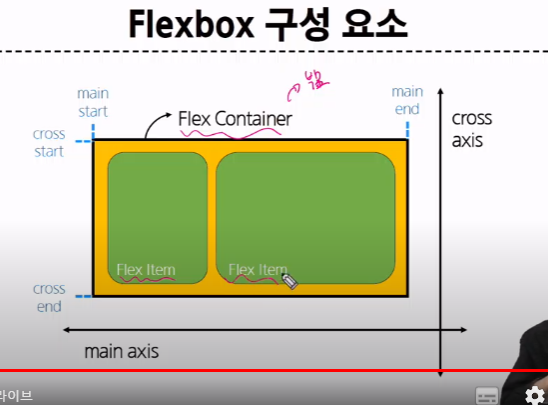 Flexbox 구성 요소
main
start
Flex Container
main
end
cross
axis
cross
start
Flex Item
Flex Item
cross
end
main axis
라이브